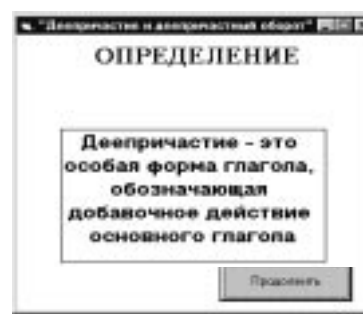 "Деепричастие и деепричастный оборот"
ОПРЕДЕЛЕНИЕ
Деепричастие - это
особая форма глагола,
обозначающая
добавочное действие
основного глагола
Продолжить